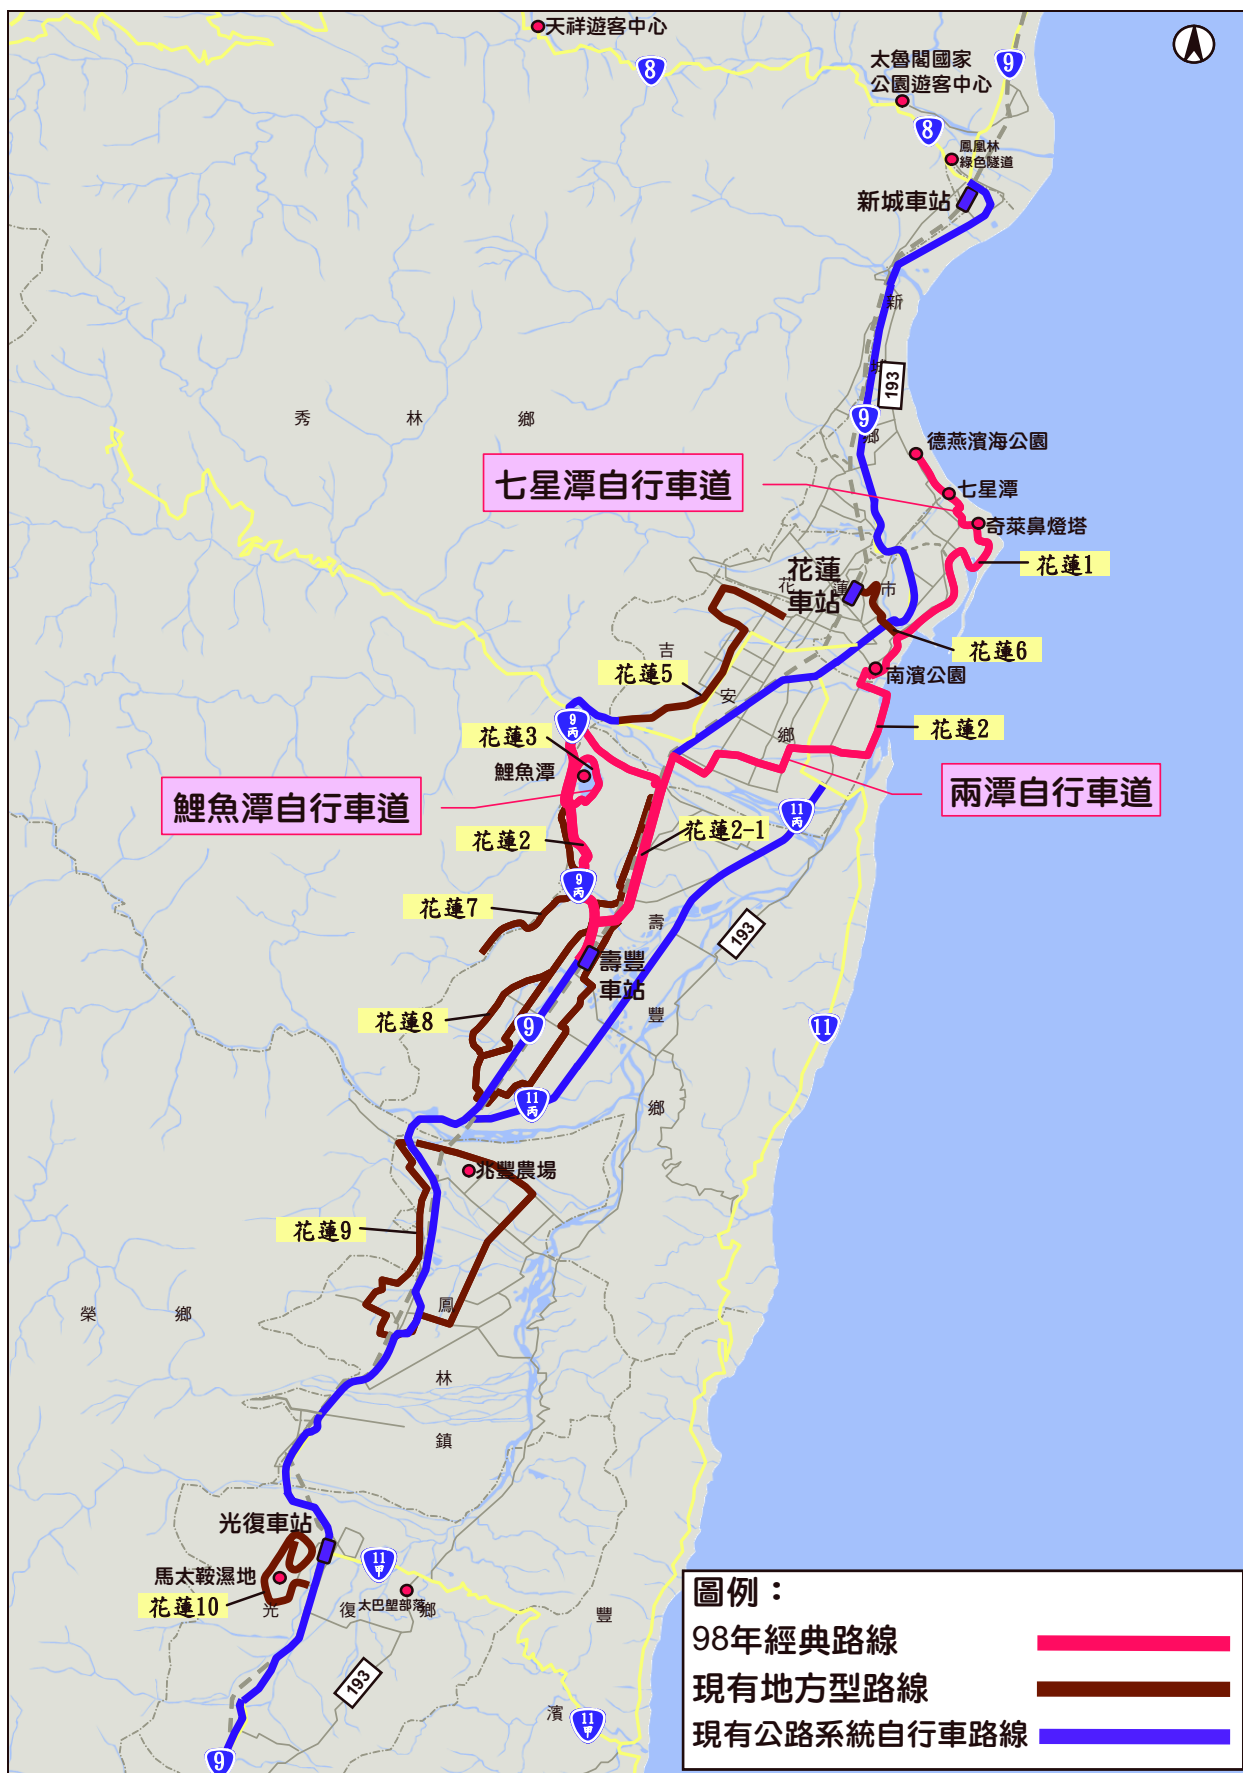 天祥遊客中心
8
9
太魯閣國家
公園遊客中心
8
鳳凰林
綠色隧道
新城車站
新
城
193
9
鄉
秀林鄉
德燕濱海公園
七星潭自行車道
七星潭
奇萊鼻燈塔
花蓮1
花蓮
車站
花蓮市
花蓮6
吉
花蓮5
南濱公園
安
9
丙
花蓮3
花蓮2
鄉
鯉魚潭
鯉魚潭自行車道
兩潭自行車道
11
丙
花蓮2
花蓮2-1
9
丙
花蓮7
壽
193
壽豐
車站
花蓮8
9
豐
11
11
丙
鄉
兆豐農場
花蓮9
榮鄉
鳳
林
鎮
光復車站
馬太鞍濕地
11
甲
花蓮10
太巴塱部落
光復鄉
豐
193
濱
11
甲
9
圖例：
98年經典路線
現有地方型路線
現有公路系統自行車路線